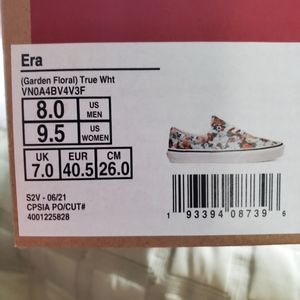 Era
(Garden Floral) True Wht
VN0A4BV4V3F
8.0 US MEN
9.5 US WOMEN
UK EUR CM
7.0 40.5 26.0
S2V - 06/21
CPSIA PO/CUT#
4001225828
1 93394 08739 6